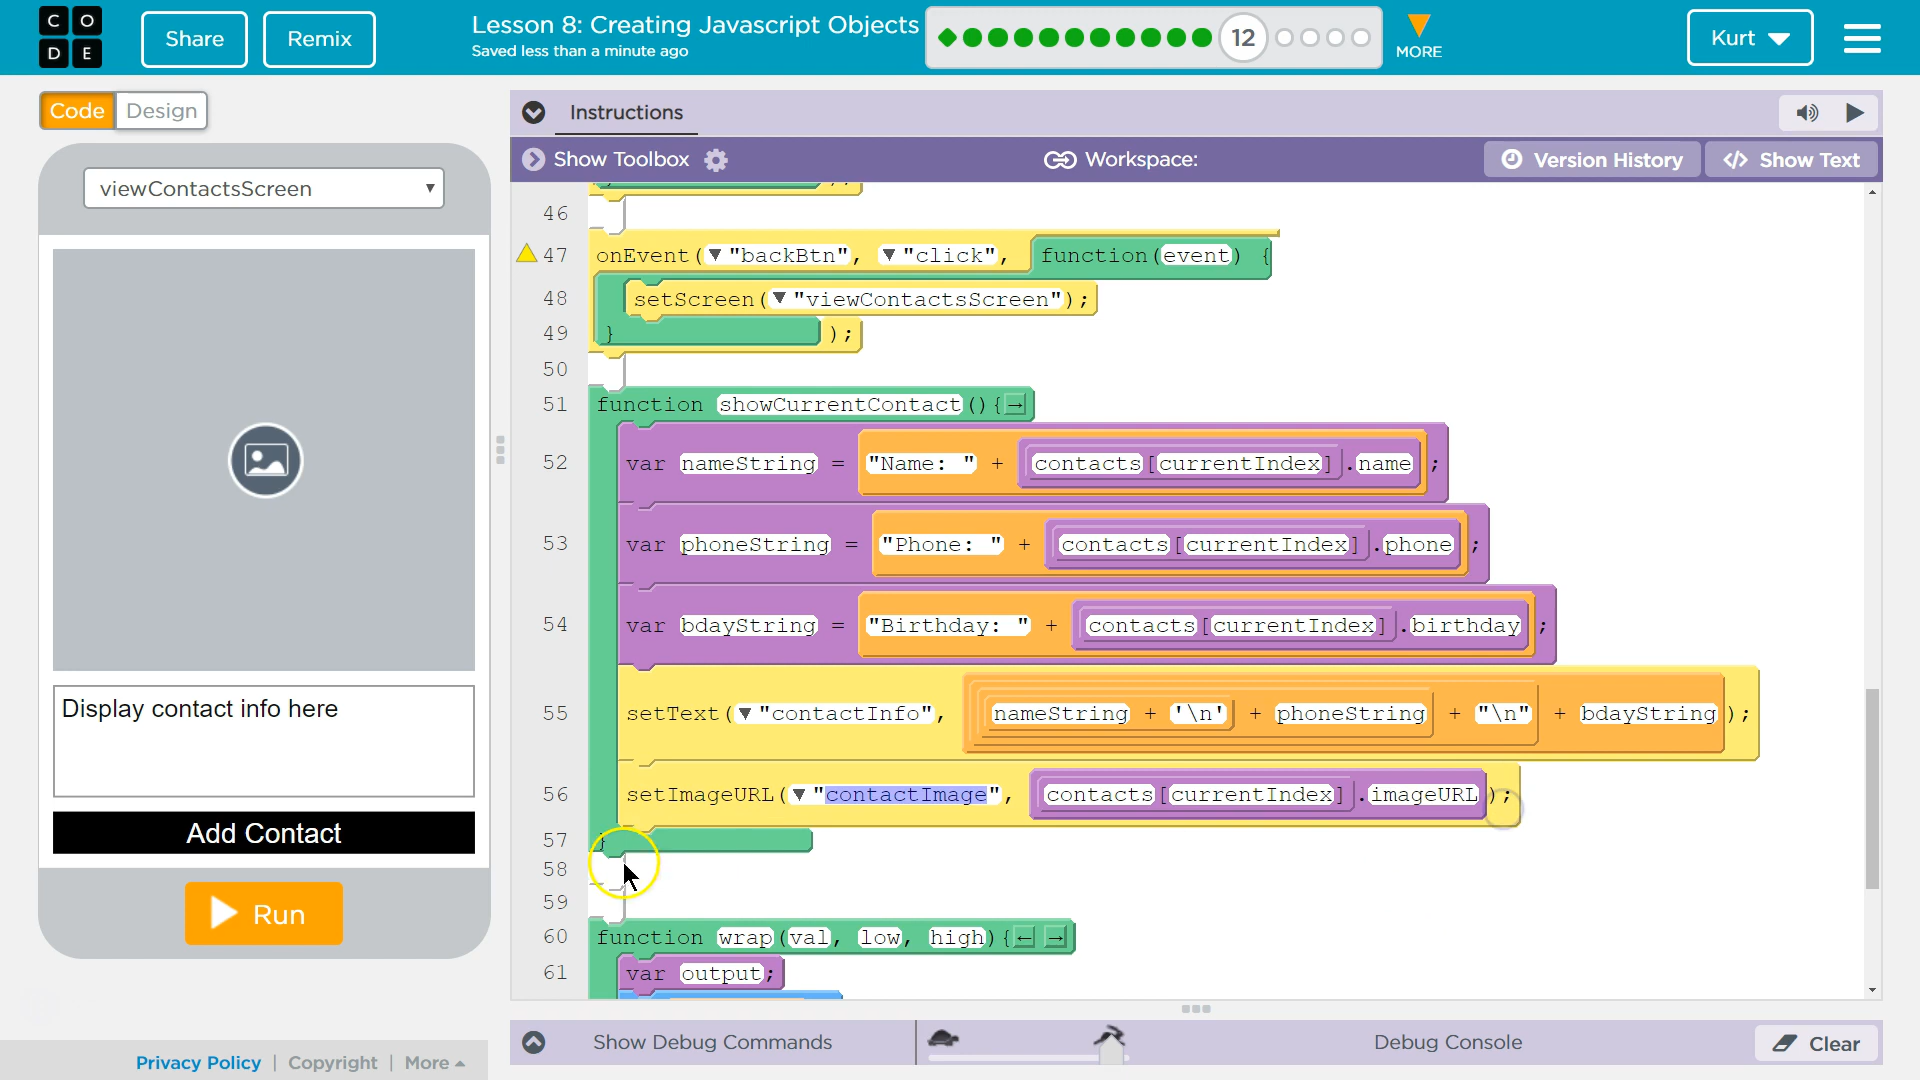 C O D E
Share
Remix
Lesson 8: Creating Javascript Objects
Saved less than a minute ago
12
MORE
Kurt
Code
Design
Instructions
Show Toolbox
Workspace:
Version History
</> Show Text
viewContactsScreen
46
47 onEvent("backBtn", "click", function(event) {
48 setScreen("viewContactsScreen");
49 } );
50
51 function showCurrentContact(){
52 var nameString = "Name: " + contacts[currentIndex].name;
53 var phoneString = "Phone: " + contacts[currentIndex].phone;
54 var bdayString = "Birthday: " + contacts[currentIndex].birthday;
55 setText("contactInfo", nameString + '\n' + phoneString + "\n" + bdayString);
56 setImageURL("contactImage", contacts[currentIndex].imageURL);
57 }
58
59
60 function wrap(val, low, high){
61 var output;
Display contact info here
Add Contact
Run
Show Debug Commands
Debug Console
Clear
Privacy Policy | Copyright | More